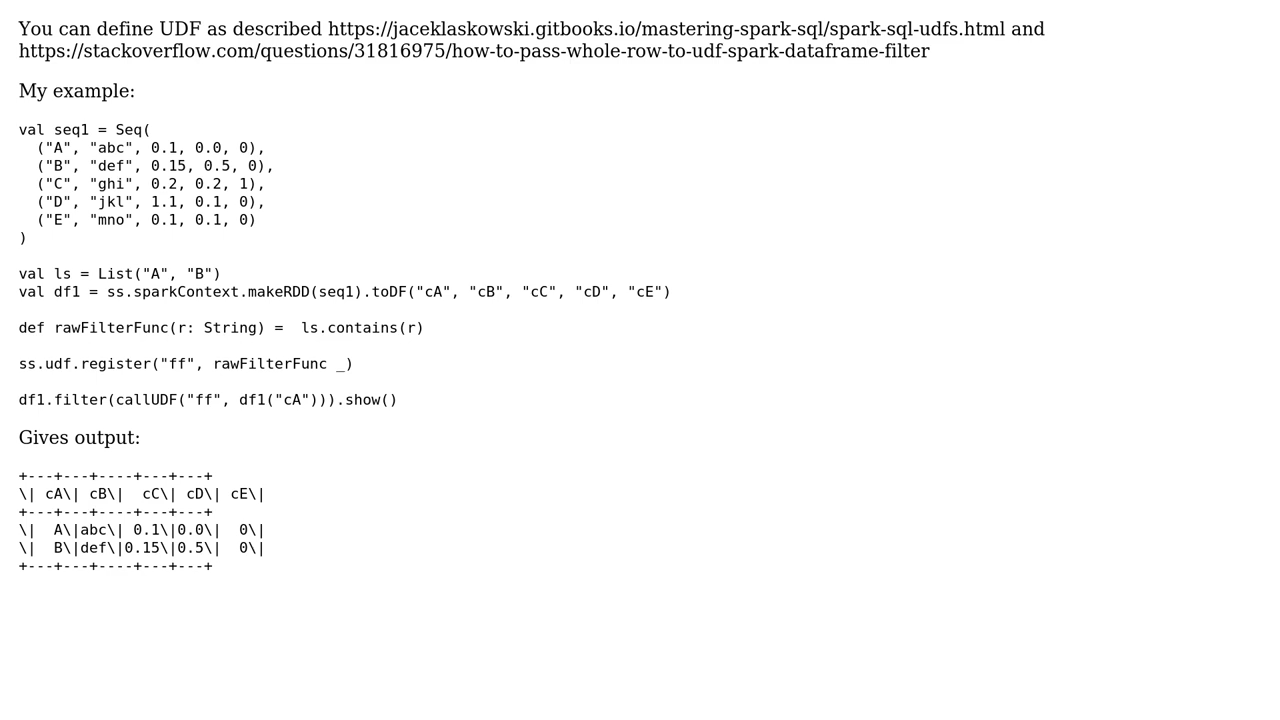 You can define UDF as described https://jaceklaskowski.gitbooks.io/mastering-spark-sql/spark-sql-udfs.html and
https://stackoverflow.com/questions/31816975/how-to-pass-whole-row-to-udf-spark-dataframe-filter
My example:
val seq1 = Seq(
  ("A", "abc", 0.1, 0.0, 0),
  ("B", "def", 0.15, 0.5, 0),
  ("C", "ghi", 0.2, 0.2, 1),
  ("D", "jkl", 1.1, 0.1, 0),
  ("E", "mno", 0.1, 0.1, 0)
)
val ls = List("A", "B")
val df1 = ss.sparkContext.makeRDD(seq1).toDF("cA", "cB", "cC", "cD", "cE")
def rawFilterFunc(r: String) =  ls.contains(r)
ss.udf.register("ff", rawFilterFunc _)
df1.filter(callUDF("ff", df1("cA"))).show()
Gives output:
+---+---+----+---+---+
\| cA\| cB\|  cC\| cD\| cE\|
+---+---+----+---+---+
\|  A\|abc\| 0.1\|0.0\|  0\|
\|  B\|def\|0.15\|0.5\|  0\|
+---+---+----+---+---+